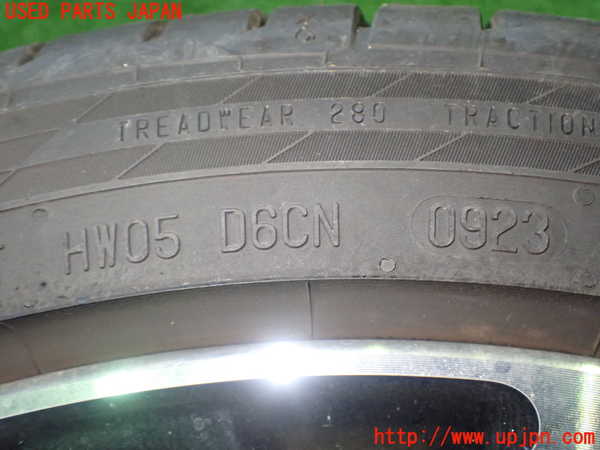 USED PARTS JAPAN
TREADWEAR 280 TRACTION
HW05 D6CN 0923
http://www.upjpn.com